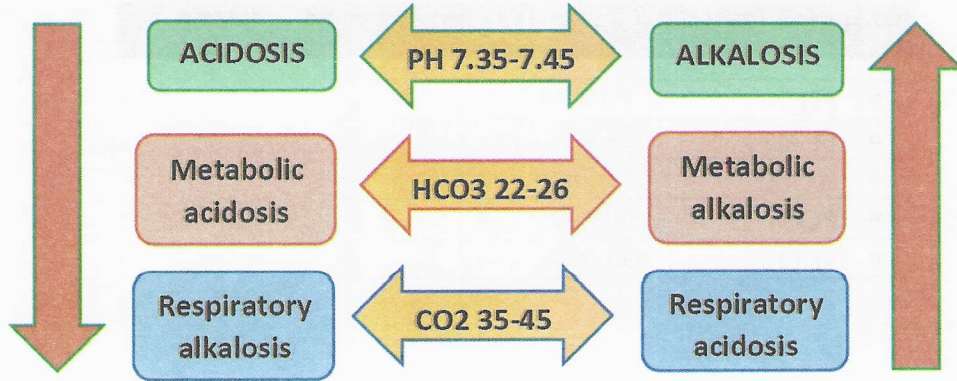 ACIDOSIS
PH 7.35-7.45
ALKALOSIS
Metabolic
acidosis
HCO3 22-26
Metabolic
alkalosis
Respiratory
alkalosis
CO2 35-45
Respiratory
acidosis